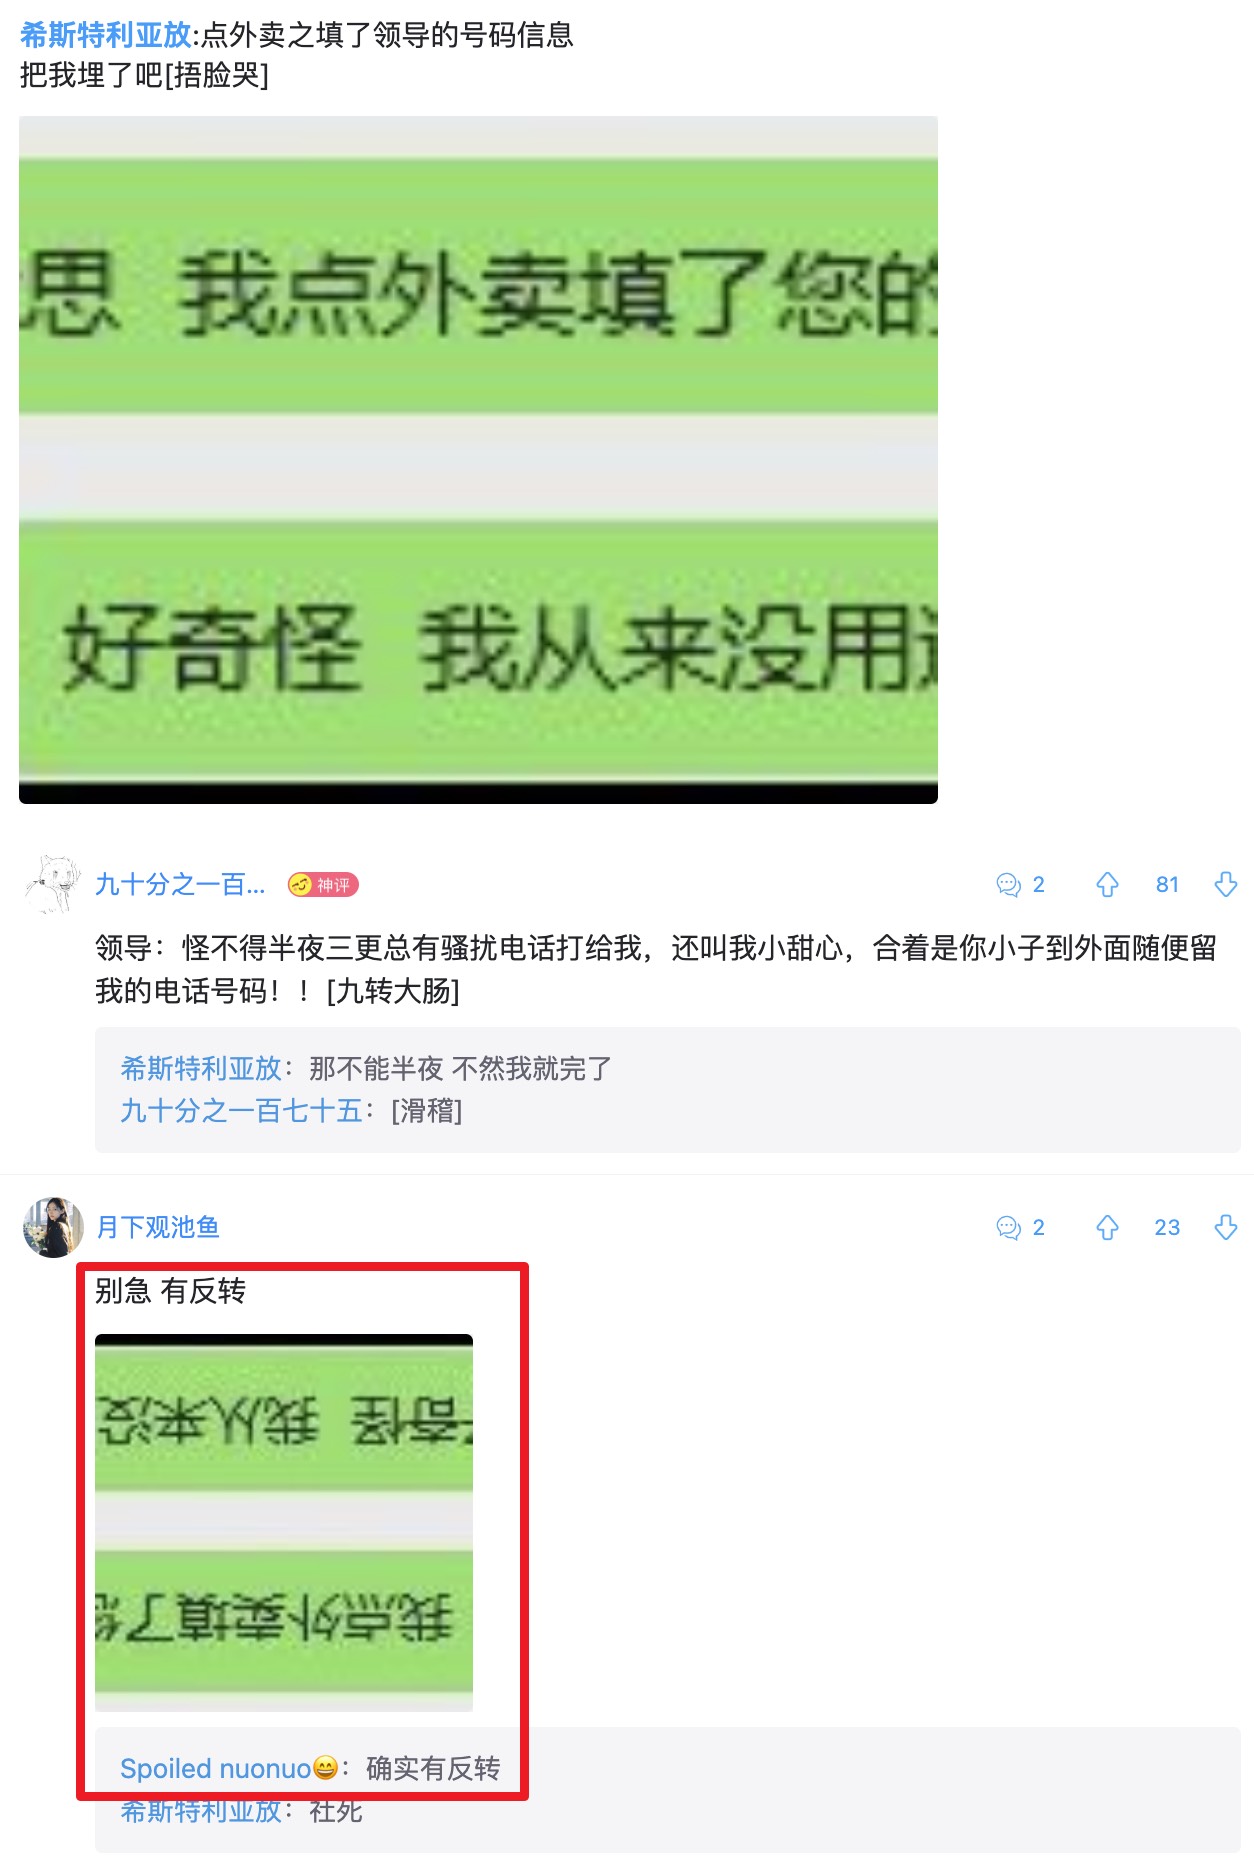 希斯特利亚放:点外卖之填了领导的号码信息
把我埋了吧[捂脸哭]
思 我点外卖填了您的
好奇怪 我从来没用过
九十分之一百... 神评 2 81
领导：怪不得半夜三更总有骚扰电话打给我，还叫我小甜心，合着是你小子到外面随便留
我的电话号码！！[九转大肠]
希斯特利亚放：那不能半夜 不然我就完了
九十分之一百七十五：[滑稽]
月下观池鱼 2 23
别急 有反转
奇怪 我从来没
我点外卖填了您
Spoiled nuonuo😄：确实有反转
希斯特利亚放：社死